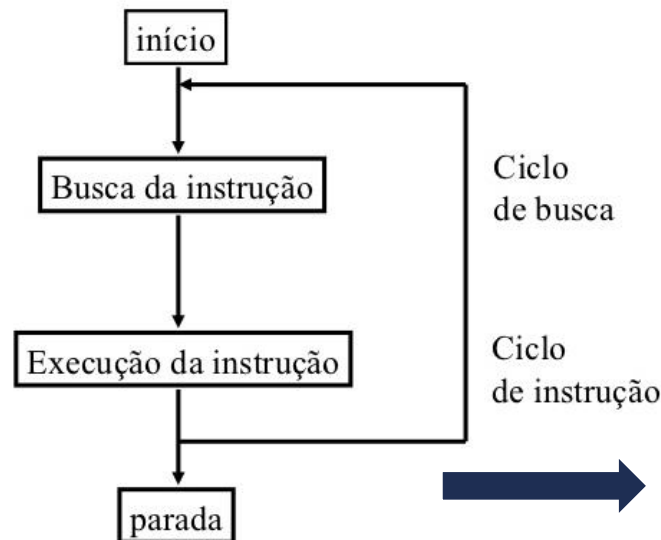 início
Busca da instrução
Ciclo
de busca
Execução da instrução
Ciclo
de instrução
parada